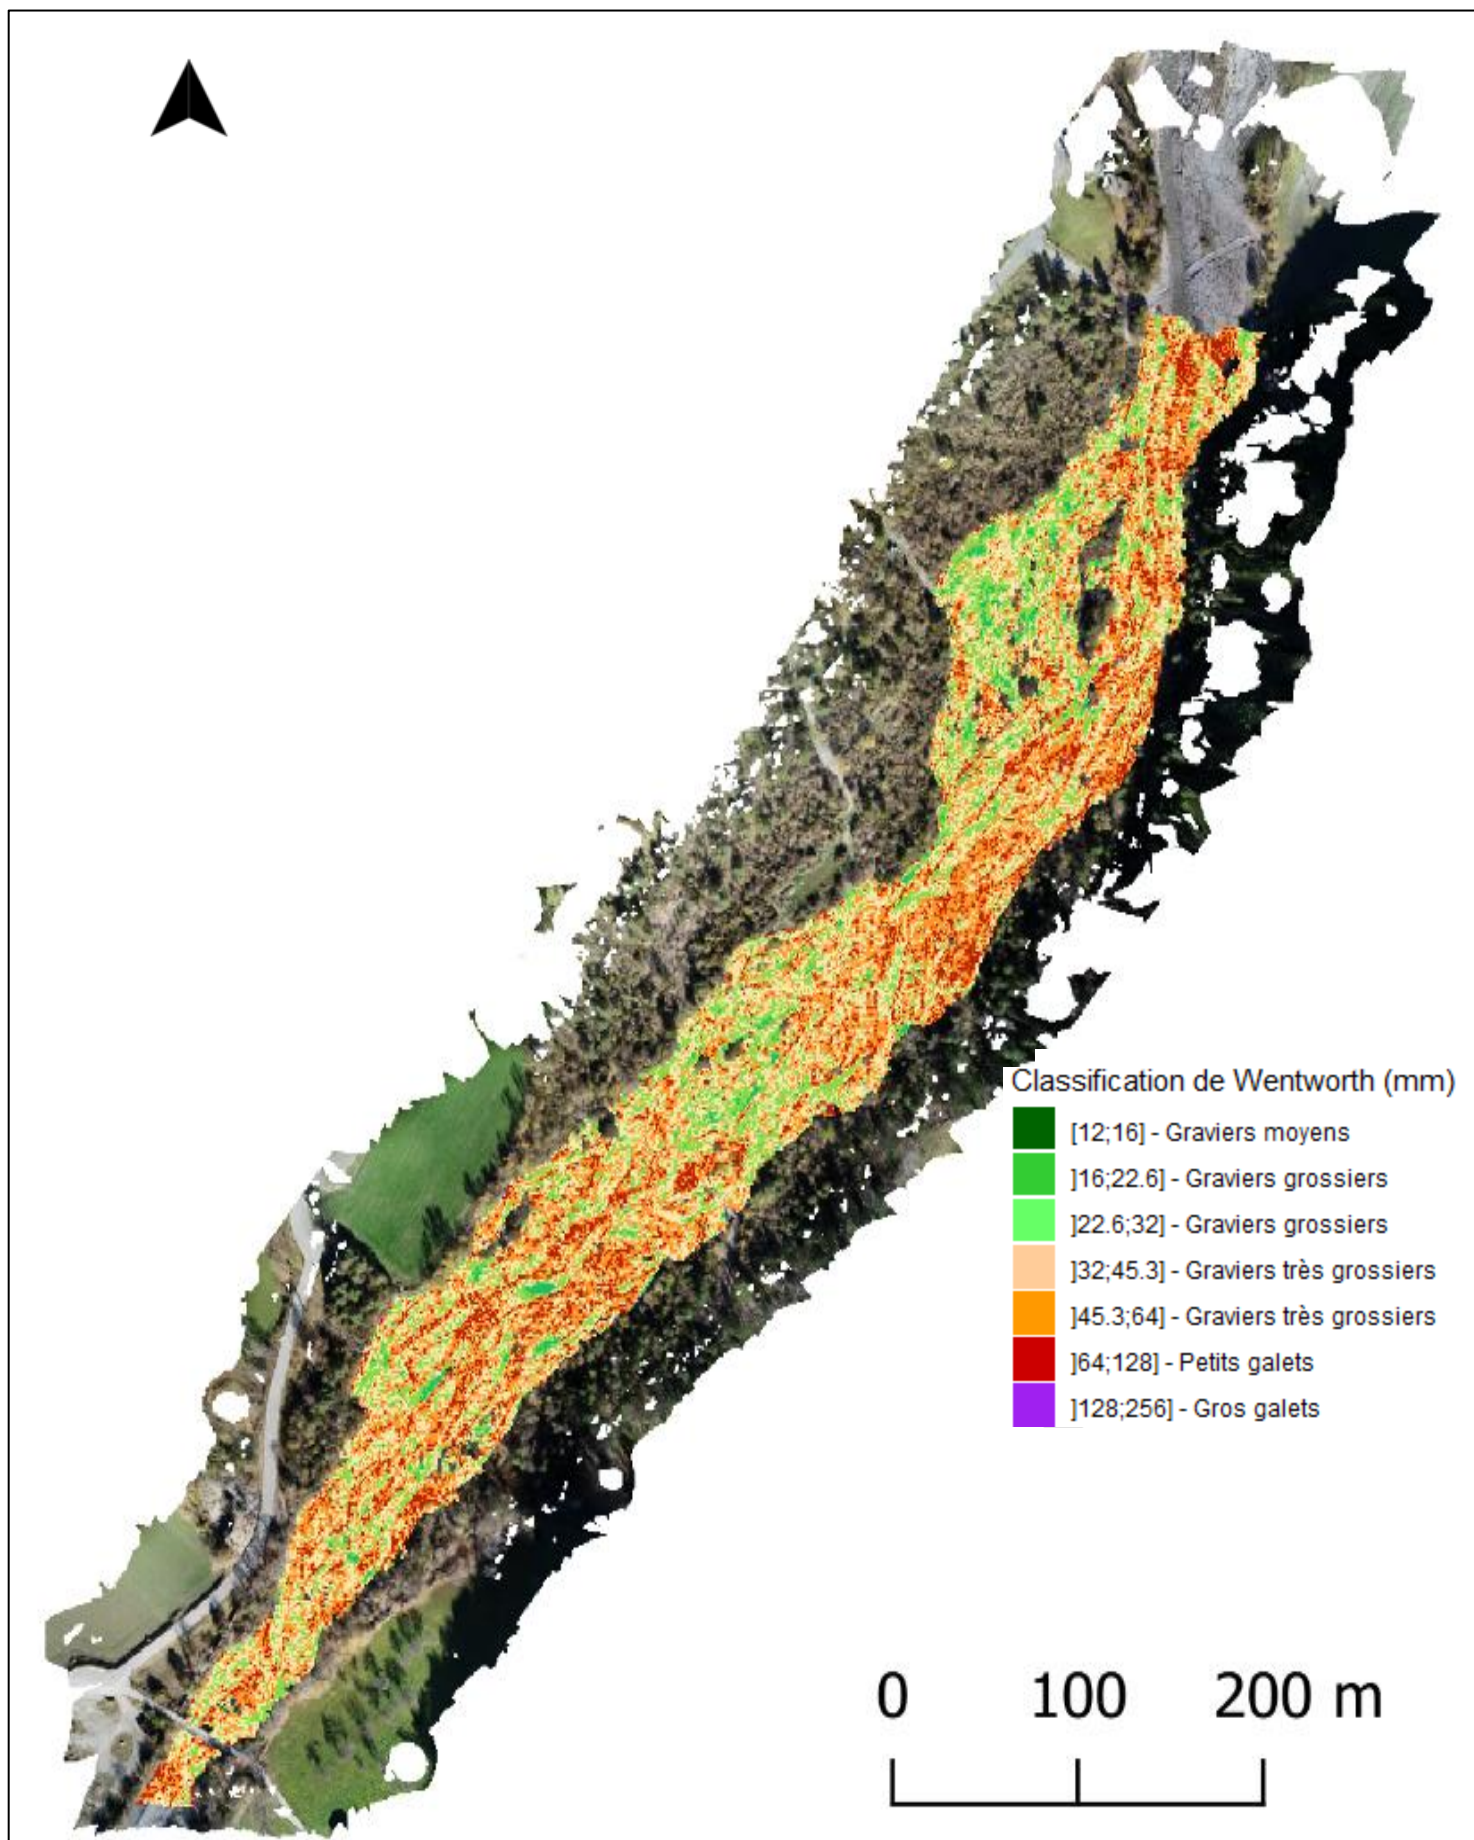 Classification de Wentworth (mm)
]12;16] - Graviers moyens
]16;22.6] - Graviers grossiers
]22.6;32] - Graviers grossiers
]32;45.3] - Graviers très grossiers
]45.3;64] - Graviers très grossiers
]64;128] - Petits galets
]128;256] - Gros galets
0 100 200 m